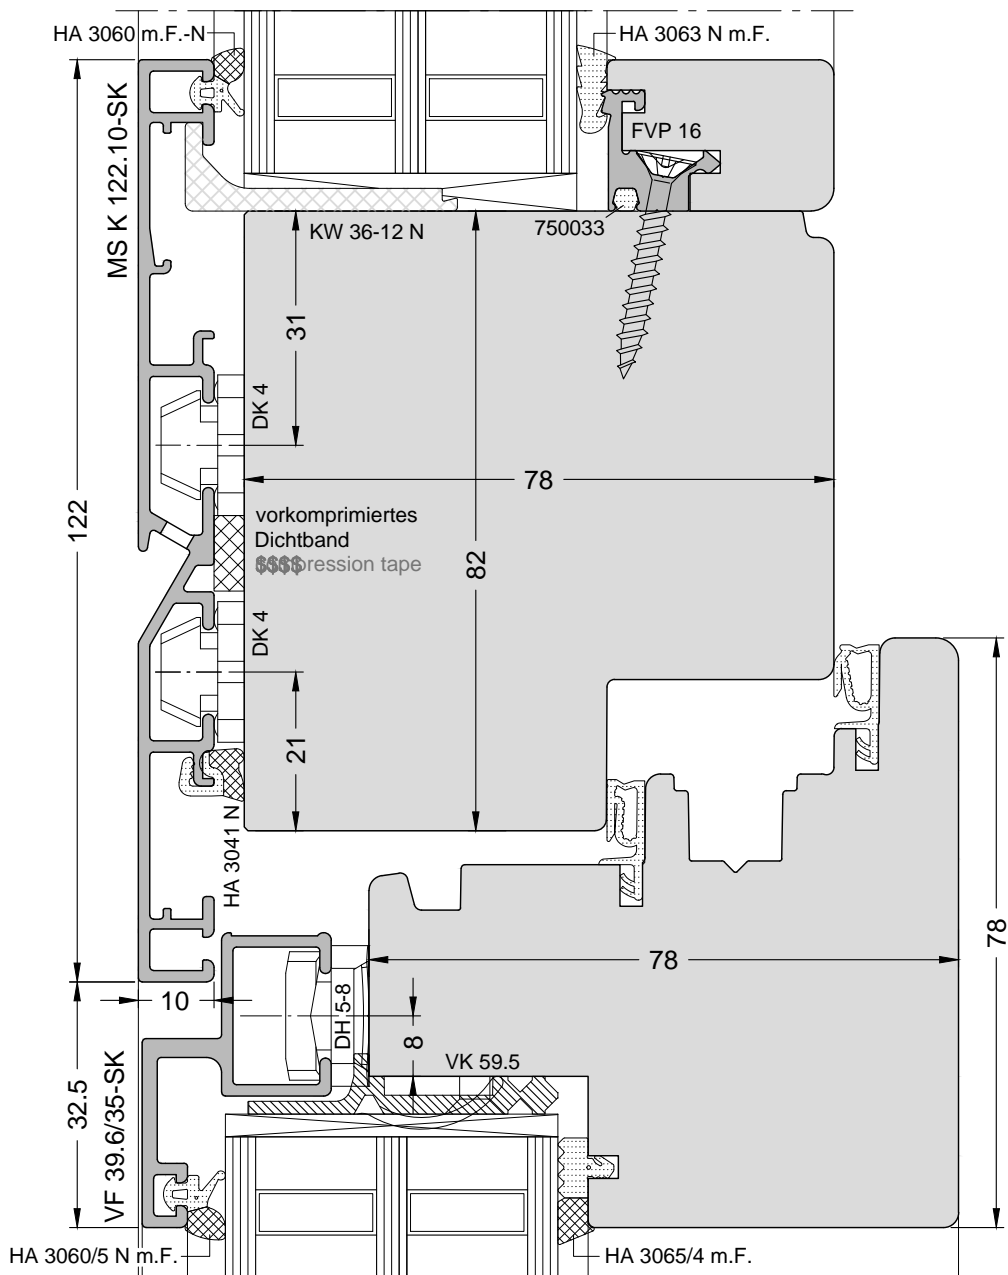 HA 3060 m.F.-N
HA 3063 N m.F.
MS K 122.10-SK
FVP 16
KW 36-12 N
750033
31
DK 4
78
122
vorkomprimiertes
Dichtband
ression tape
82
DK 4
21
HA 3041 N
78
78
10
DH 5-8
8
VK 59.5
32.5
VF 39.6/35-SK
HA 3060/5 N m.F.
HA 3065/4 m.F.